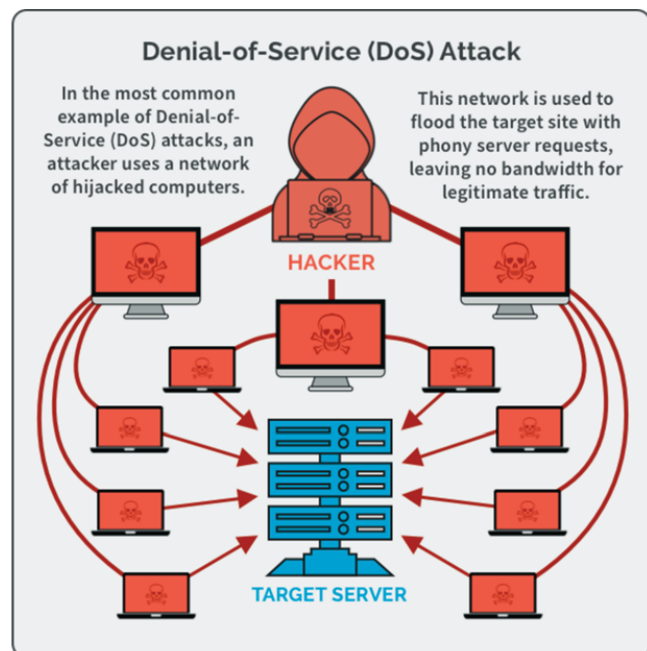 Denial-of-Service (DoS) Attack
In the most common
example of Denial-of-
Service (DoS) attacks, an
attacker uses a network
of hijacked computers.
This network is used to
flood the target site with
phony server requests,
leaving no bandwidth for
legitimate traffic.
HACKER
TARGET SERVER